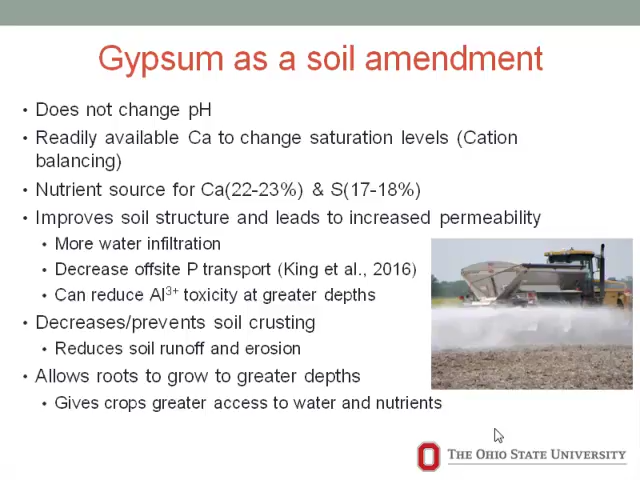 Gypsum as a soil amendment
• Does not change pH
• Readily available Ca to change saturation levels (Cation
balancing)
• Nutrient source for Ca(22-23%) & S(17-18%)
• Improves soil structure and leads to increased permeability
• More water infiltration
• Decrease offsite P transport (King et al., 2016)
• Can reduce Al³⁺ toxicity at greater depths
• Decreases/prevents soil crusting
• Reduces soil runoff and erosion
• Allows roots to grow to greater depths
• Gives crops greater access to water and nutrients
THE OHIO STATE UNIVERSITY